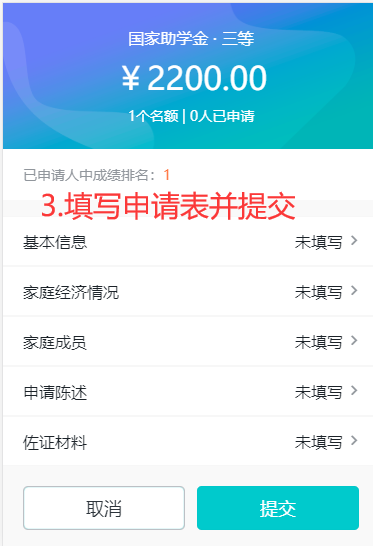 国家助学金 · 三等
￥2200.00
1个名额 | 0人已申请
已申请人中成绩排名：1
3.填写申请表并提交
基本信息 未填写
家庭经济情况 未填写
家庭成员 未填写
申请陈述 未填写
佐证材料 未填写
取消 提交